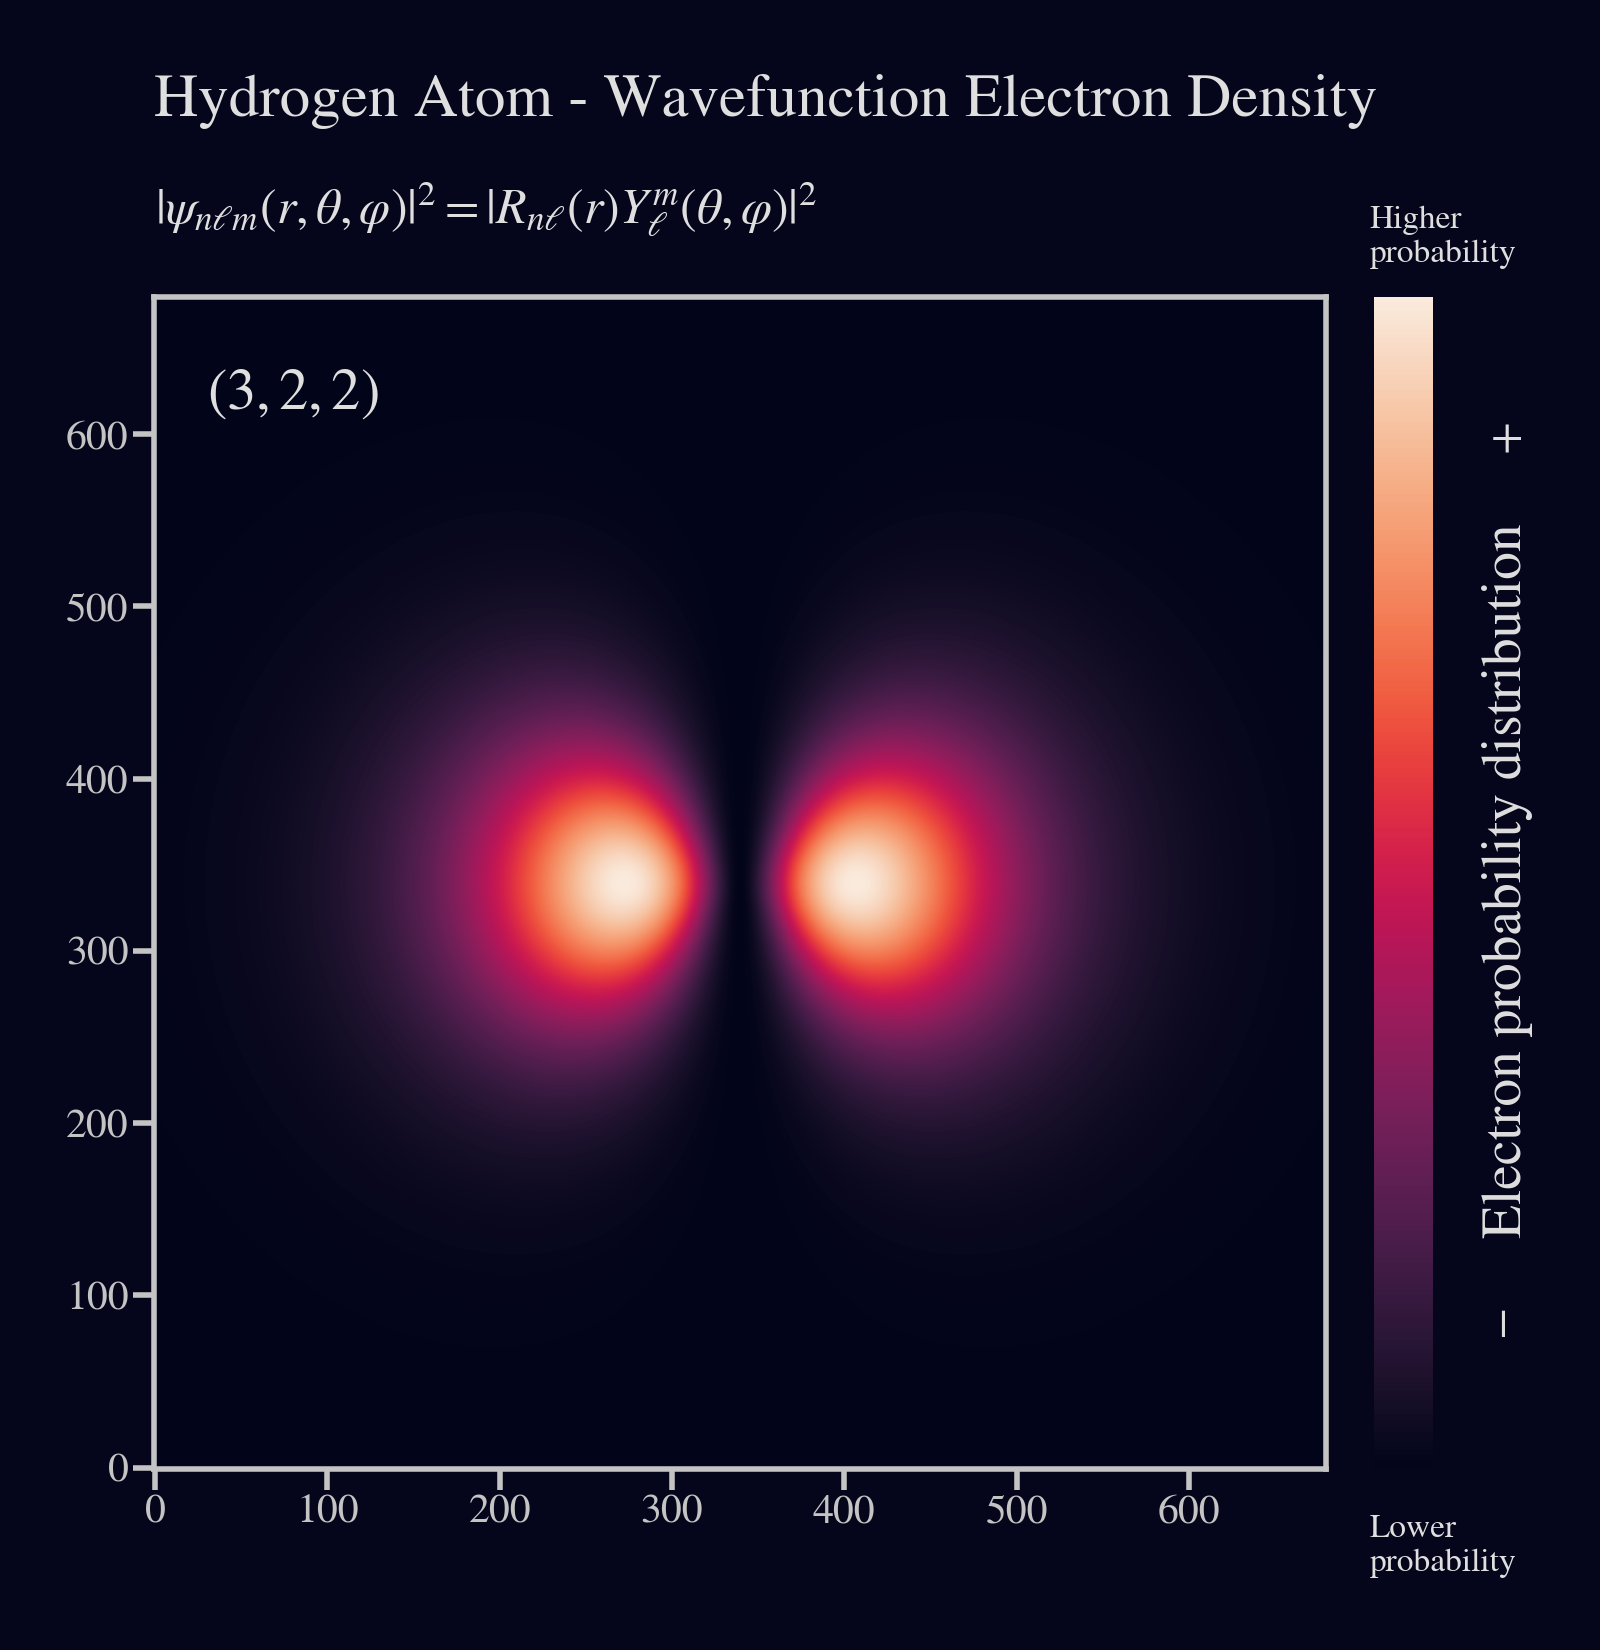 Hydrogen Atom - Wavefunction Electron Density
|ψnℓm(r, θ, φ)|² = |Rnℓ(r)Yℓᵐ(θ, φ)|²
Higher
probability
(3, 2, 2)
600
500
400
300
200
100
0
0 100 200 300 400 500 600
− Electron probability distribution +
Lower
probability